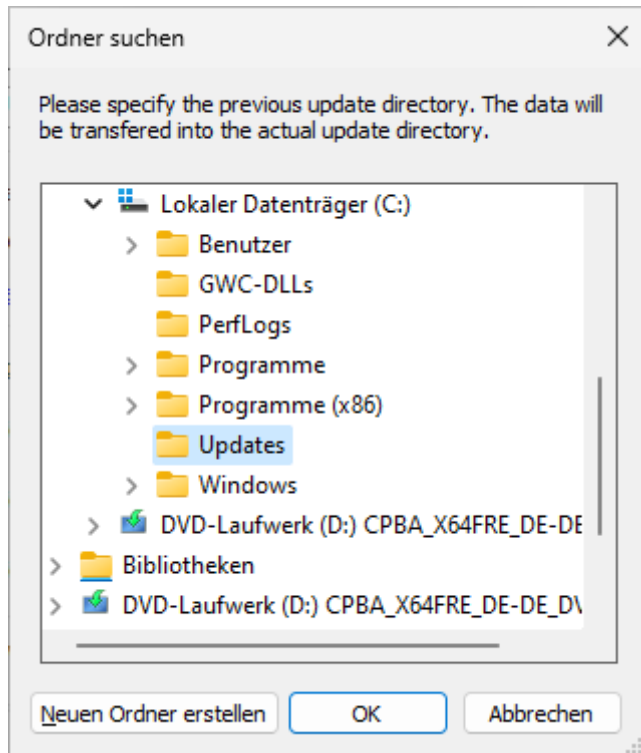 Ordner suchen
Please specify the previous update directory. The data will
be transfered into the actual update directory.
Lokaler Datenträger (C:)
Benutzer
GWC-DLLs
PerfLogs
Programme
Programme (x86)
Updates
Windows
DVD-Laufwerk (D:) CPBA_X64FRE_DE-DE
Bibliotheken
DVD-Laufwerk (D:) CPBA_X64FRE_DE-DE_DV
Neuen Ordner erstellen
OK
Abbrechen